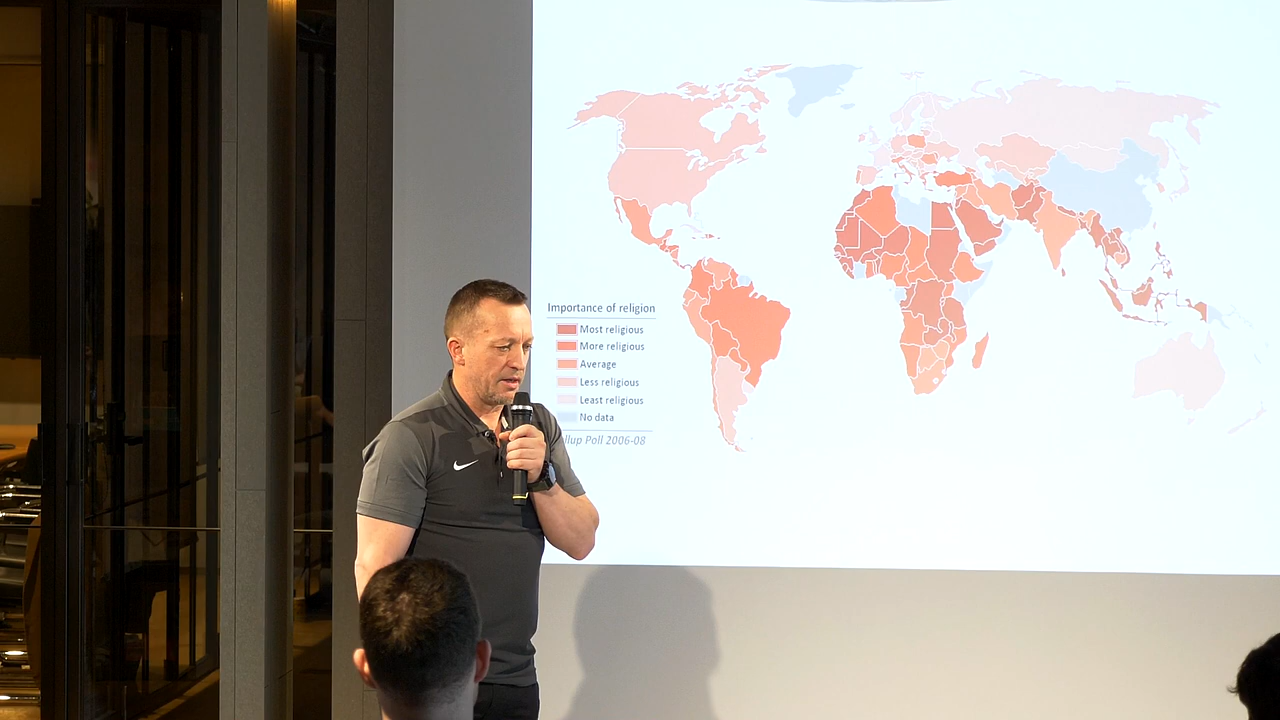 Importance of religion
Most religious
More religious
Average
Less religious
Least religious
No data
llup Poll 2006-08